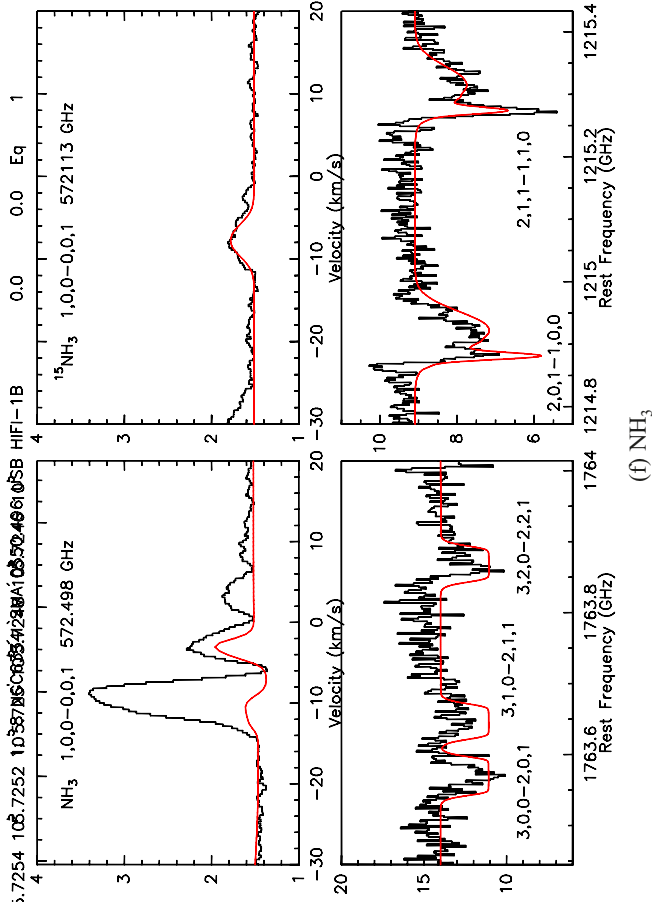 HIFI−1B 0.0 0.0 Eq 1
NH₃ 1,0,0−0,0,1 572.498 GHz
4
3
2
1
−30 −20 −10 0 10 20
Velocity (km/s)
¹⁵NH₃ 1,0,0−0,0,1 572113 GHz
4
3
2
1
−30 −20 −10 0 10 20
Velocity (km/s)
20
15
10
3,0,0−2,0,1
3,1,0−2,1,1
3,2,0−2,2,1
1763.6 1763.8 1764
Rest Frequency (GHz)
10
8
6
2,0,1−1,0,0
2,1,1−1,1,0
1214.8 1215 1215.2 1215.4
Rest Frequency (GHz)
(f) NH₃